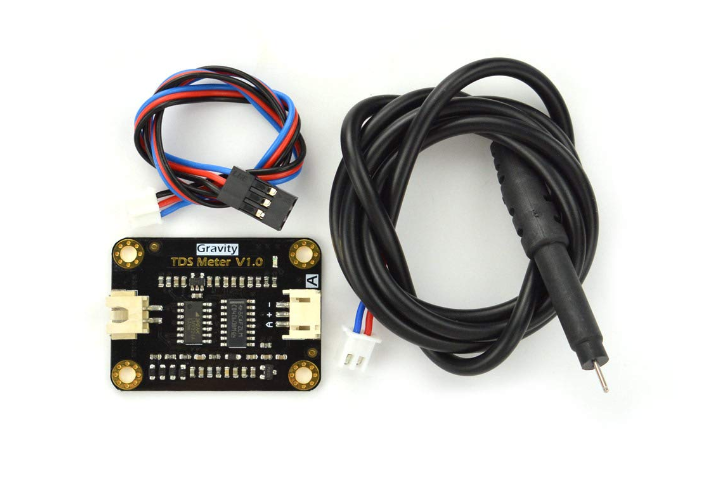 Gravity
TDS Meter V1.0
A
A + -